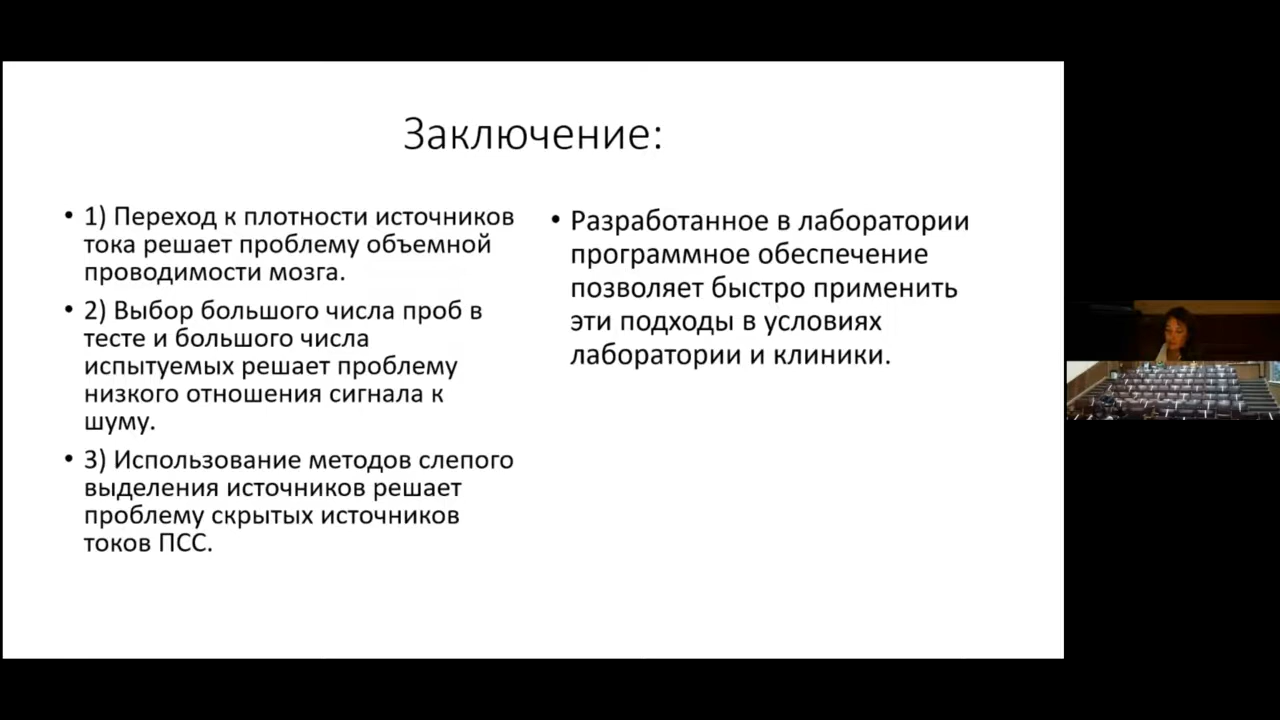 Заключение:
• 1) Переход к плотности источников
тока решает проблему объемной
проводимости мозга.
• 2) Выбор большого числа проб в
тесте и большого числа
испытуемых решает проблему
низкого отношения сигнала к
шуму.
• 3) Использование методов слепого
выделения источников решает
проблему скрытых источников
токов ПСС.
• Разработанное в лаборатории
программное обеспечение
позволяет быстро применить
эти подходы в условиях
лаборатории и клиники.